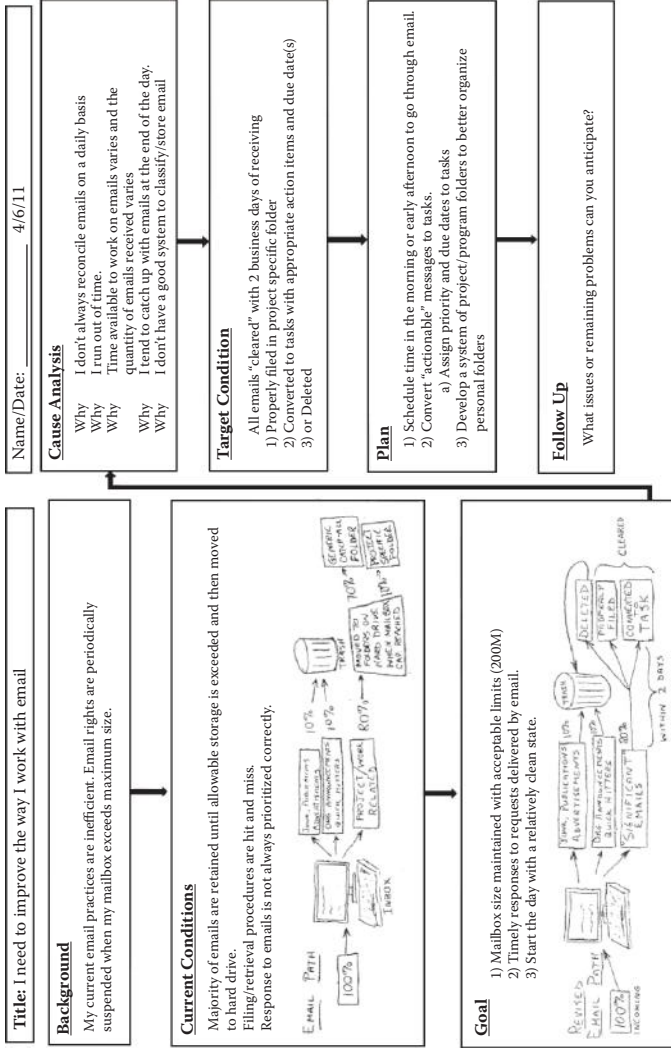 Title: I need to improve the way I work with email
Background
My current email practices are inefficient. Email rights are periodically
suspended when my mailbox exceeds maximum size.
Current Conditions
Majority of emails are retained until allowable storage is exceeded and then moved
to hard drive.
Filing/retrieval procedures are hit and miss.
Response to emails is not always prioritized correctly.
EMAIL PATH
100%
INBOX
JUNK, PUBLICATIONS
ADVERTISEMENTS
ORG ANNOUNCEMENTS
QUICK HITTERS
PROJECT/WORK
RELATED
10%
10%
80%
TRASH
MOVED TO
FOLDERS ON
HARD DRIVE
WHEN MAILBOX
CAP REACHED
10%
10%
GENERIC
CATCH-ALL
FOLDER
PROJECT
SPECIFIC
FOLDER
Goal
1) Mailbox size maintained with acceptable limits (200M)
2) Timely responses to requests delivered by email.
3) Start the day with a relatively clean state.
REVISED
EMAIL PATH
100%
INCOMING
JUNK, PUBLICATIONS
ADVERTISEMENTS
ORG ANNOUNCEMENTS
QUICK HITTERS
SIGNIFICANT
EMAILS
10%
10%
80%
TRASH
DELETED
PROPERLY
FILED
CONVERTED
TO
TASK
CLEARED
WITHIN 2 DAYS
Name/Date: ________ 4/6/11
Cause Analysis
Why I don't always reconcile emails on a daily basis
Why I run out of time.
Why Time available to work on emails varies and the
quantity of emails received varies
Why I tend to catch up with emails at the end of the day.
Why I don't have a good system to classify/store email
Target Condition
All emails “cleared” with 2 business days of receiving
1) Properly filed in project specific folder
2) Converted to tasks with appropriate action items and due date(s)
3) or Deleted
Plan
1) Schedule time in the morning or early afternoon to go through email.
2) Convert “actionable” messages to tasks.
a) Assign priority and due dates to tasks
3) Develop a system of project/program folders to better organize
personal folders
Follow Up
What issues or remaining problems can you anticipate?